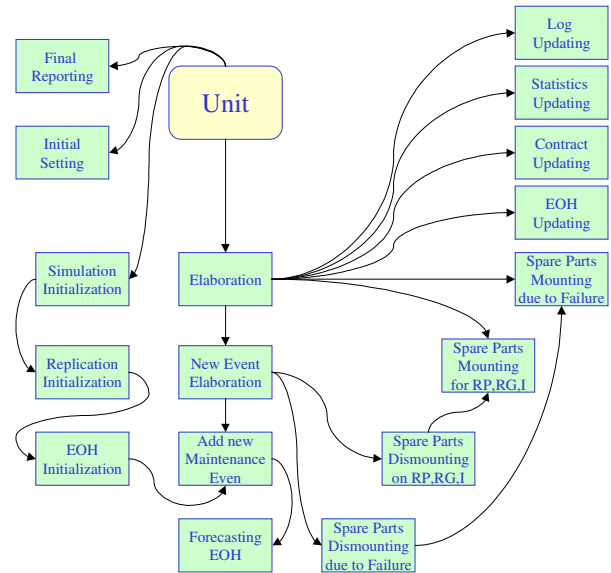 Log
Updating
Final
Reporting
Unit
Statistics
Updating
Initial
Setting
Contract
Updating
EOH
Updating
Simulation
Initialization
Elaboration
Spare Parts
Mounting
due to Failure
Replication
Initialization
New Event
Elaboration
Spare Parts
Mounting
for RP,RG,I
EOH
Initialization
Add new
Maintenance
Even
Spare Parts
Dismounting
on RP,RG,I
Forecasting
EOH
Spare Parts
Dismounting
due to Failure